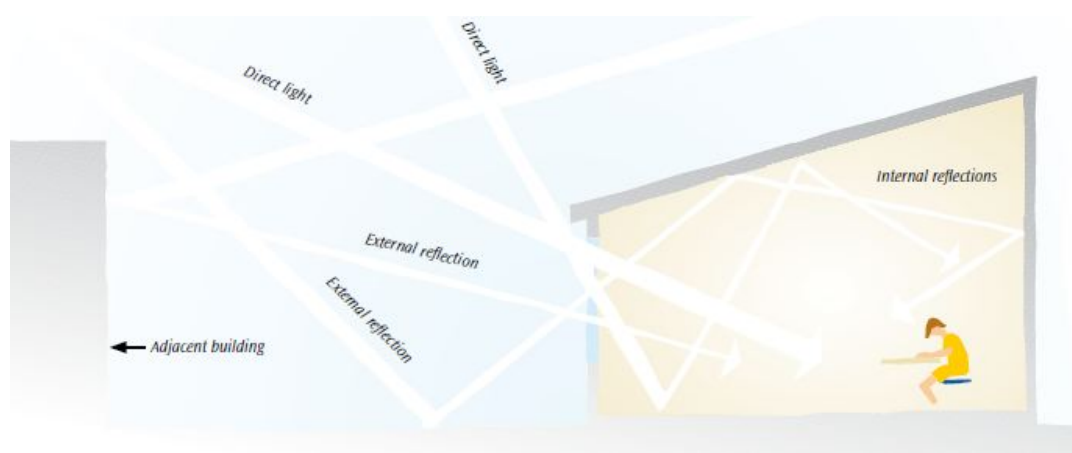 Direct light
Direct light
Internal reflections
External reflection
External reflection
Adjacent building